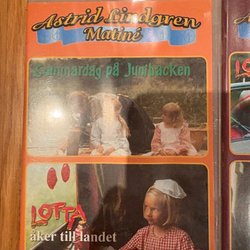 Astrid Lindgren
Matiné
Sommardag på Junibacken
LOTTA
åker till landet